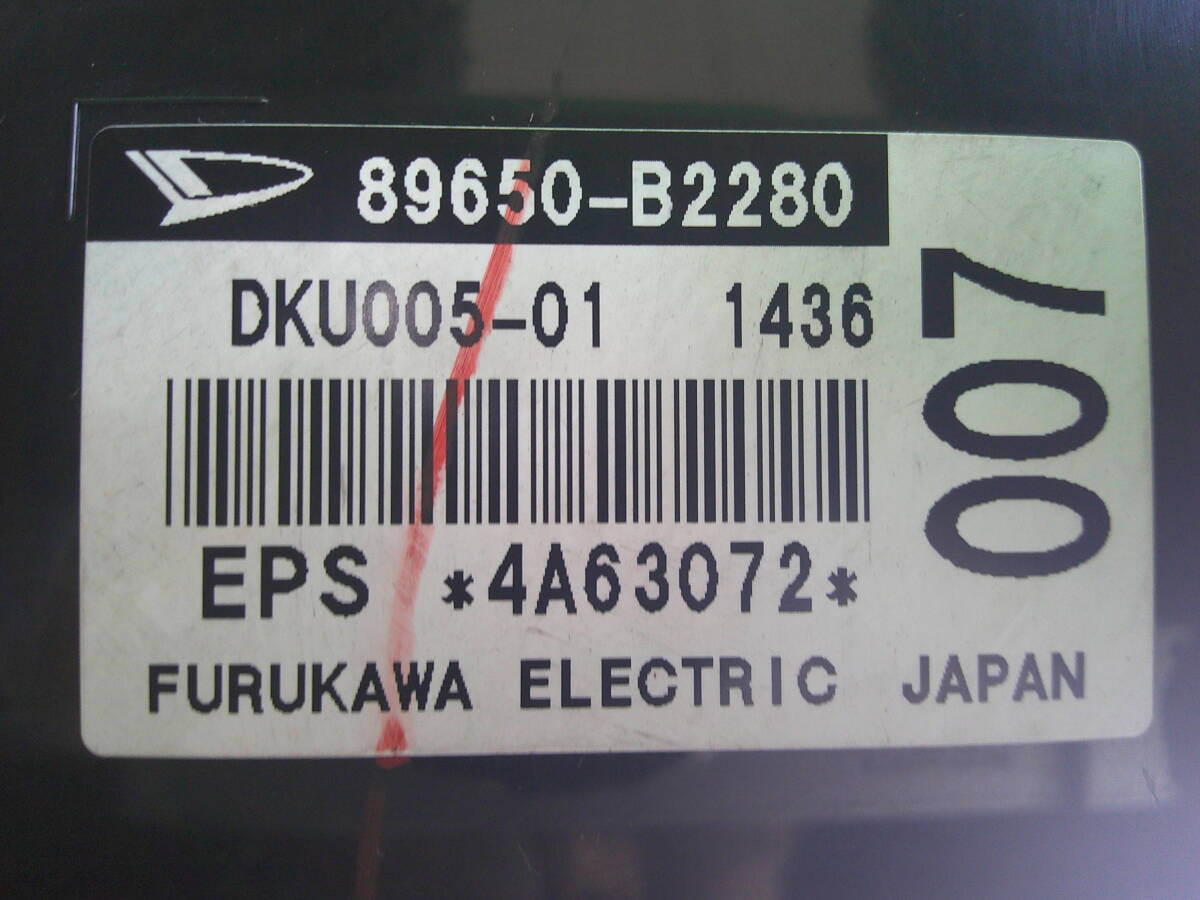 89650-B2280
DKU005-01 1436
007
EPS *4A63072*
FURUKAWA ELECTRIC JAPAN